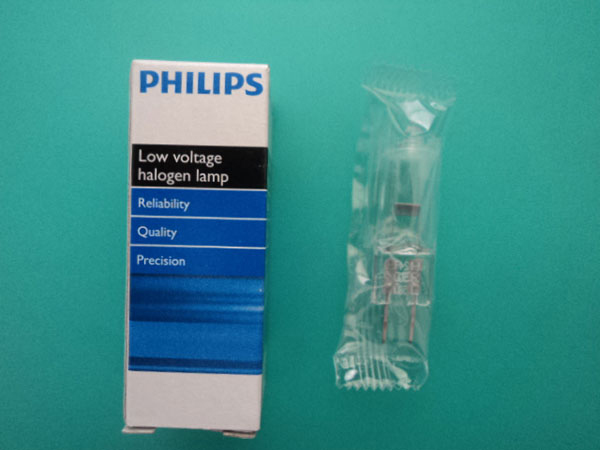 PHILIPS
Low voltage
halogen lamp
Reliability
Quality
Precision